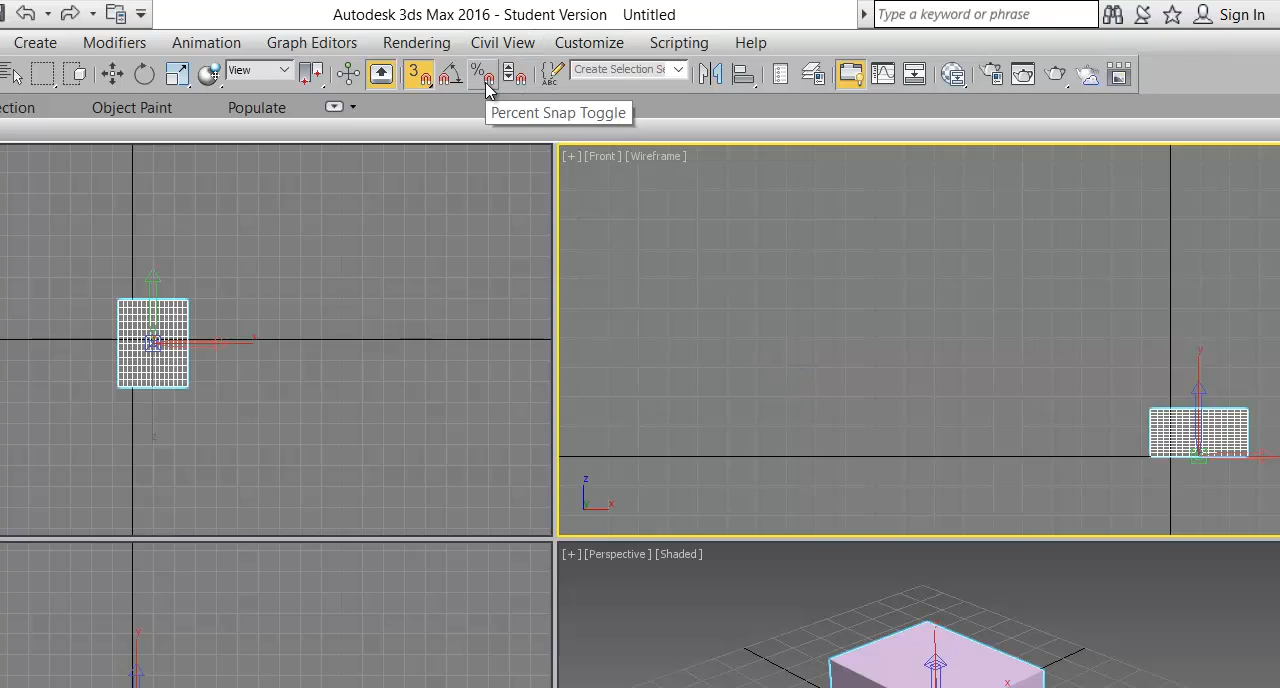 Autodesk 3ds Max 2016 - Student Version Untitled
Type a keyword or phrase
Sign In
Create Modifiers Animation Graph Editors Rendering Civil View Customize Scripting Help
View
3
%
ABC
Create Selection Se
ection Object Paint Populate
Percent Snap Toggle
[+] [Front] [Wireframe]
y
x
z
y
z
x
[+] [Perspective] [Shaded]
y
x